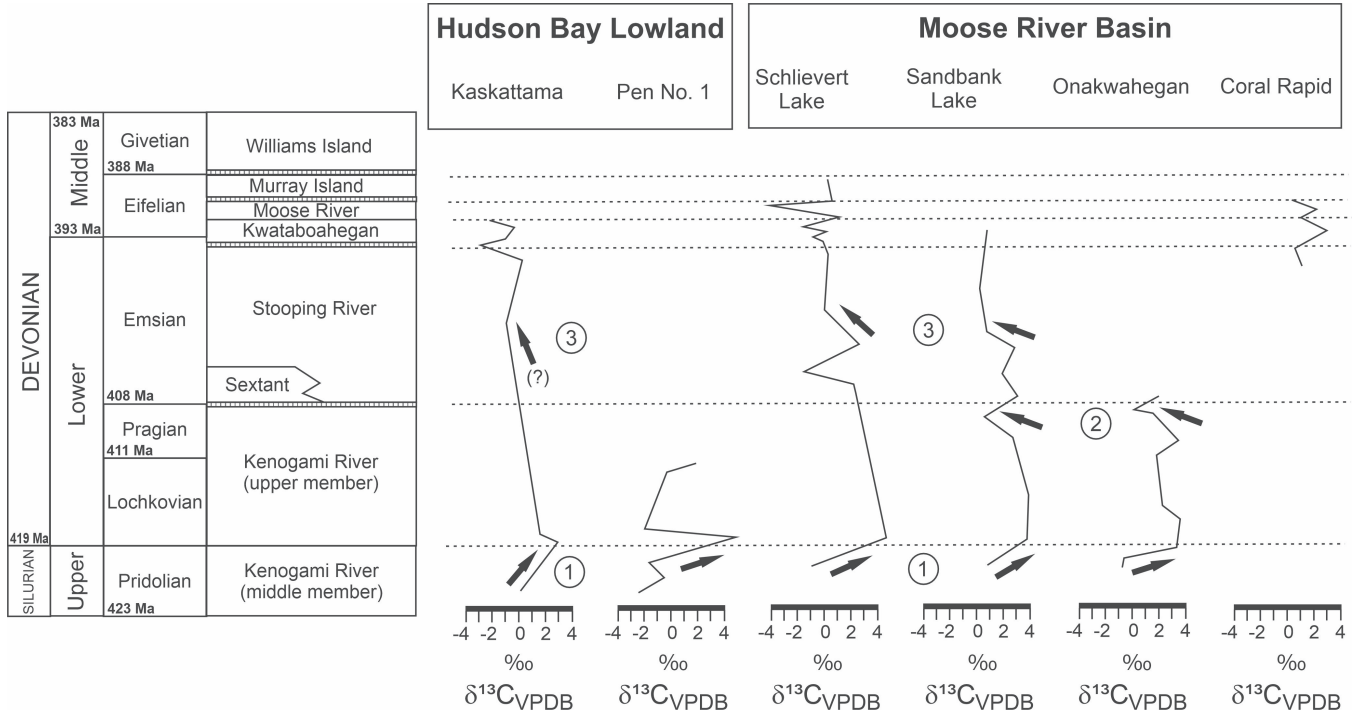 Hudson Bay Lowland
Moose River Basin
Kaskattama
Pen No. 1
Schlievert
Lake
Sandbank
Lake
Onakwahegan
Coral Rapid
DEVONIAN
SILURIAN
Middle
Lower
Upper
383 Ma
Givetian
388 Ma
Williams Island
Eifelian
393 Ma
Murray Island
Moose River
Kwataboahegan
Emsian
408 Ma
Stooping River
Sextant
Pragian
411 Ma
Lochkovian
419 Ma
Kenogami River
(upper member)
Pridolian
423 Ma
Kenogami River
(middle member)
3
(?)
3
2
1
1
-4 -2 0 2 4
-4 -2 0 2 4
-4 -2 0 2 4
-4 -2 0 2 4
-4 -2 0 2 4
-4 -2 0 2 4
‰
‰
‰
‰
‰
‰
δ¹³CVPDB
δ¹³CVPDB
δ¹³CVPDB
δ¹³CVPDB
δ¹³CVPDB
δ¹³CVPDB